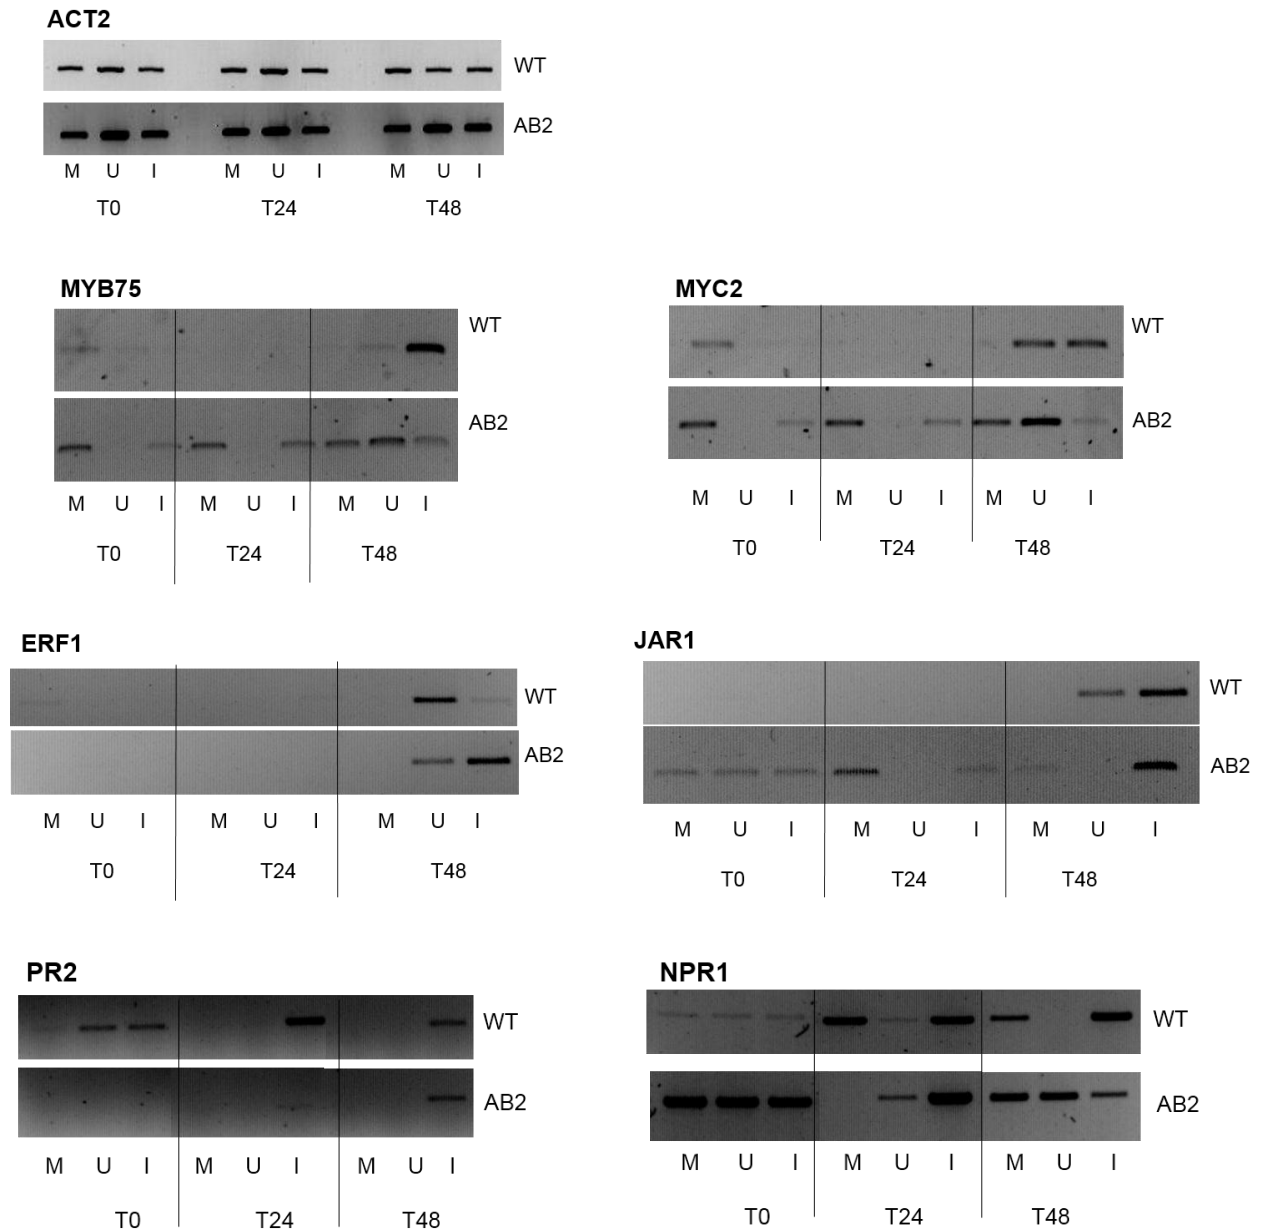 ACT2
WT
AB2
M U I M U I M U I
T0 T24 T48
MYB75 MYC2
WT WT
AB2 AB2
M U I M U I M U I
T0 T24 T48
M U I M U I M U I
T0 T24 T48
ERF1 JAR1
WT WT
AB2 AB2
M U I M U I M U I
T0 T24 T48
M U I M U I M U I
T0 T24 T48
PR2 NPR1
WT WT
AB2 AB2
M U I M U I M U I
T0 T24 T48
M U I M U I M U I
T0 T24 T48